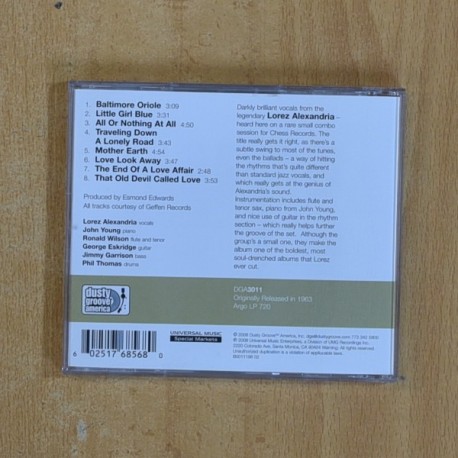 1. Baltimore Oriole 3:09
2. Little Girl Blue 3:31
3. All Or Nothing At All 4:50
4. Traveling Down
A Lonely Road 3:43
5. Mother Earth 4:54
6. Love Look Away 3:47
7. The End Of A Love Affair 2:48
8. That Old Devil Called Love 3:53
Produced by Esmond Edwards
All tracks courtesy of Geffen Records
Lorez Alexandria vocals
John Young piano
Ronald Wilson flute and tenor
George Eskridge guitar
Jimmy Garrison bass
Phil Thomas drums
Darkly brilliant vocals from the
legendary Lorez Alexandria –
heard here on a rare small combo
session for Chess Records. The
title really gets it right, as there's a
subtle swing to most of the tunes,
even the ballads – a way of hitting
the rhythms that's quite different
than standard jazz vocals, and
which really gets at the genius of
Alexandria's sound.
Instrumentation includes flute and
tenor sax, piano from John Young,
and nice use of guitar in the rhythm
section – which really helps further
the groove of the set. Although the
group's a small one, they make the
album one of the boldest, most
soul-drenched albums that Lorez
ever cut.
dusty
groove
america
DGA3011
Originally Released in 1963
Argo LP 720
UNIVERSAL MUSIC
Special Markets
6 02517 68568 0